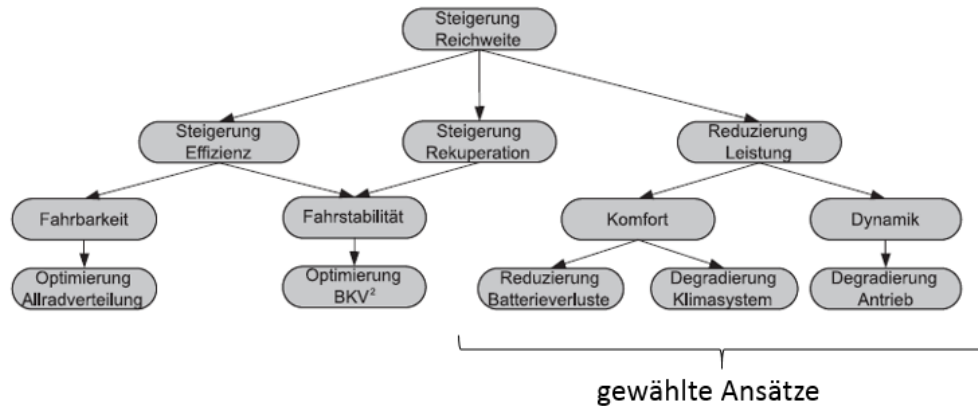 Steigerung
Reichweite
Steigerung
Effizienz
Steigerung
Rekuperation
Reduzierung
Leistung
Fahrbarkeit
Fahrstabilität
Komfort
Dynamik
Optimierung
Allradverteilung
Optimierung
BKV²
Reduzierung
Batterieverluste
Degradierung
Klimasystem
Degradierung
Antrieb
gewählte Ansätze